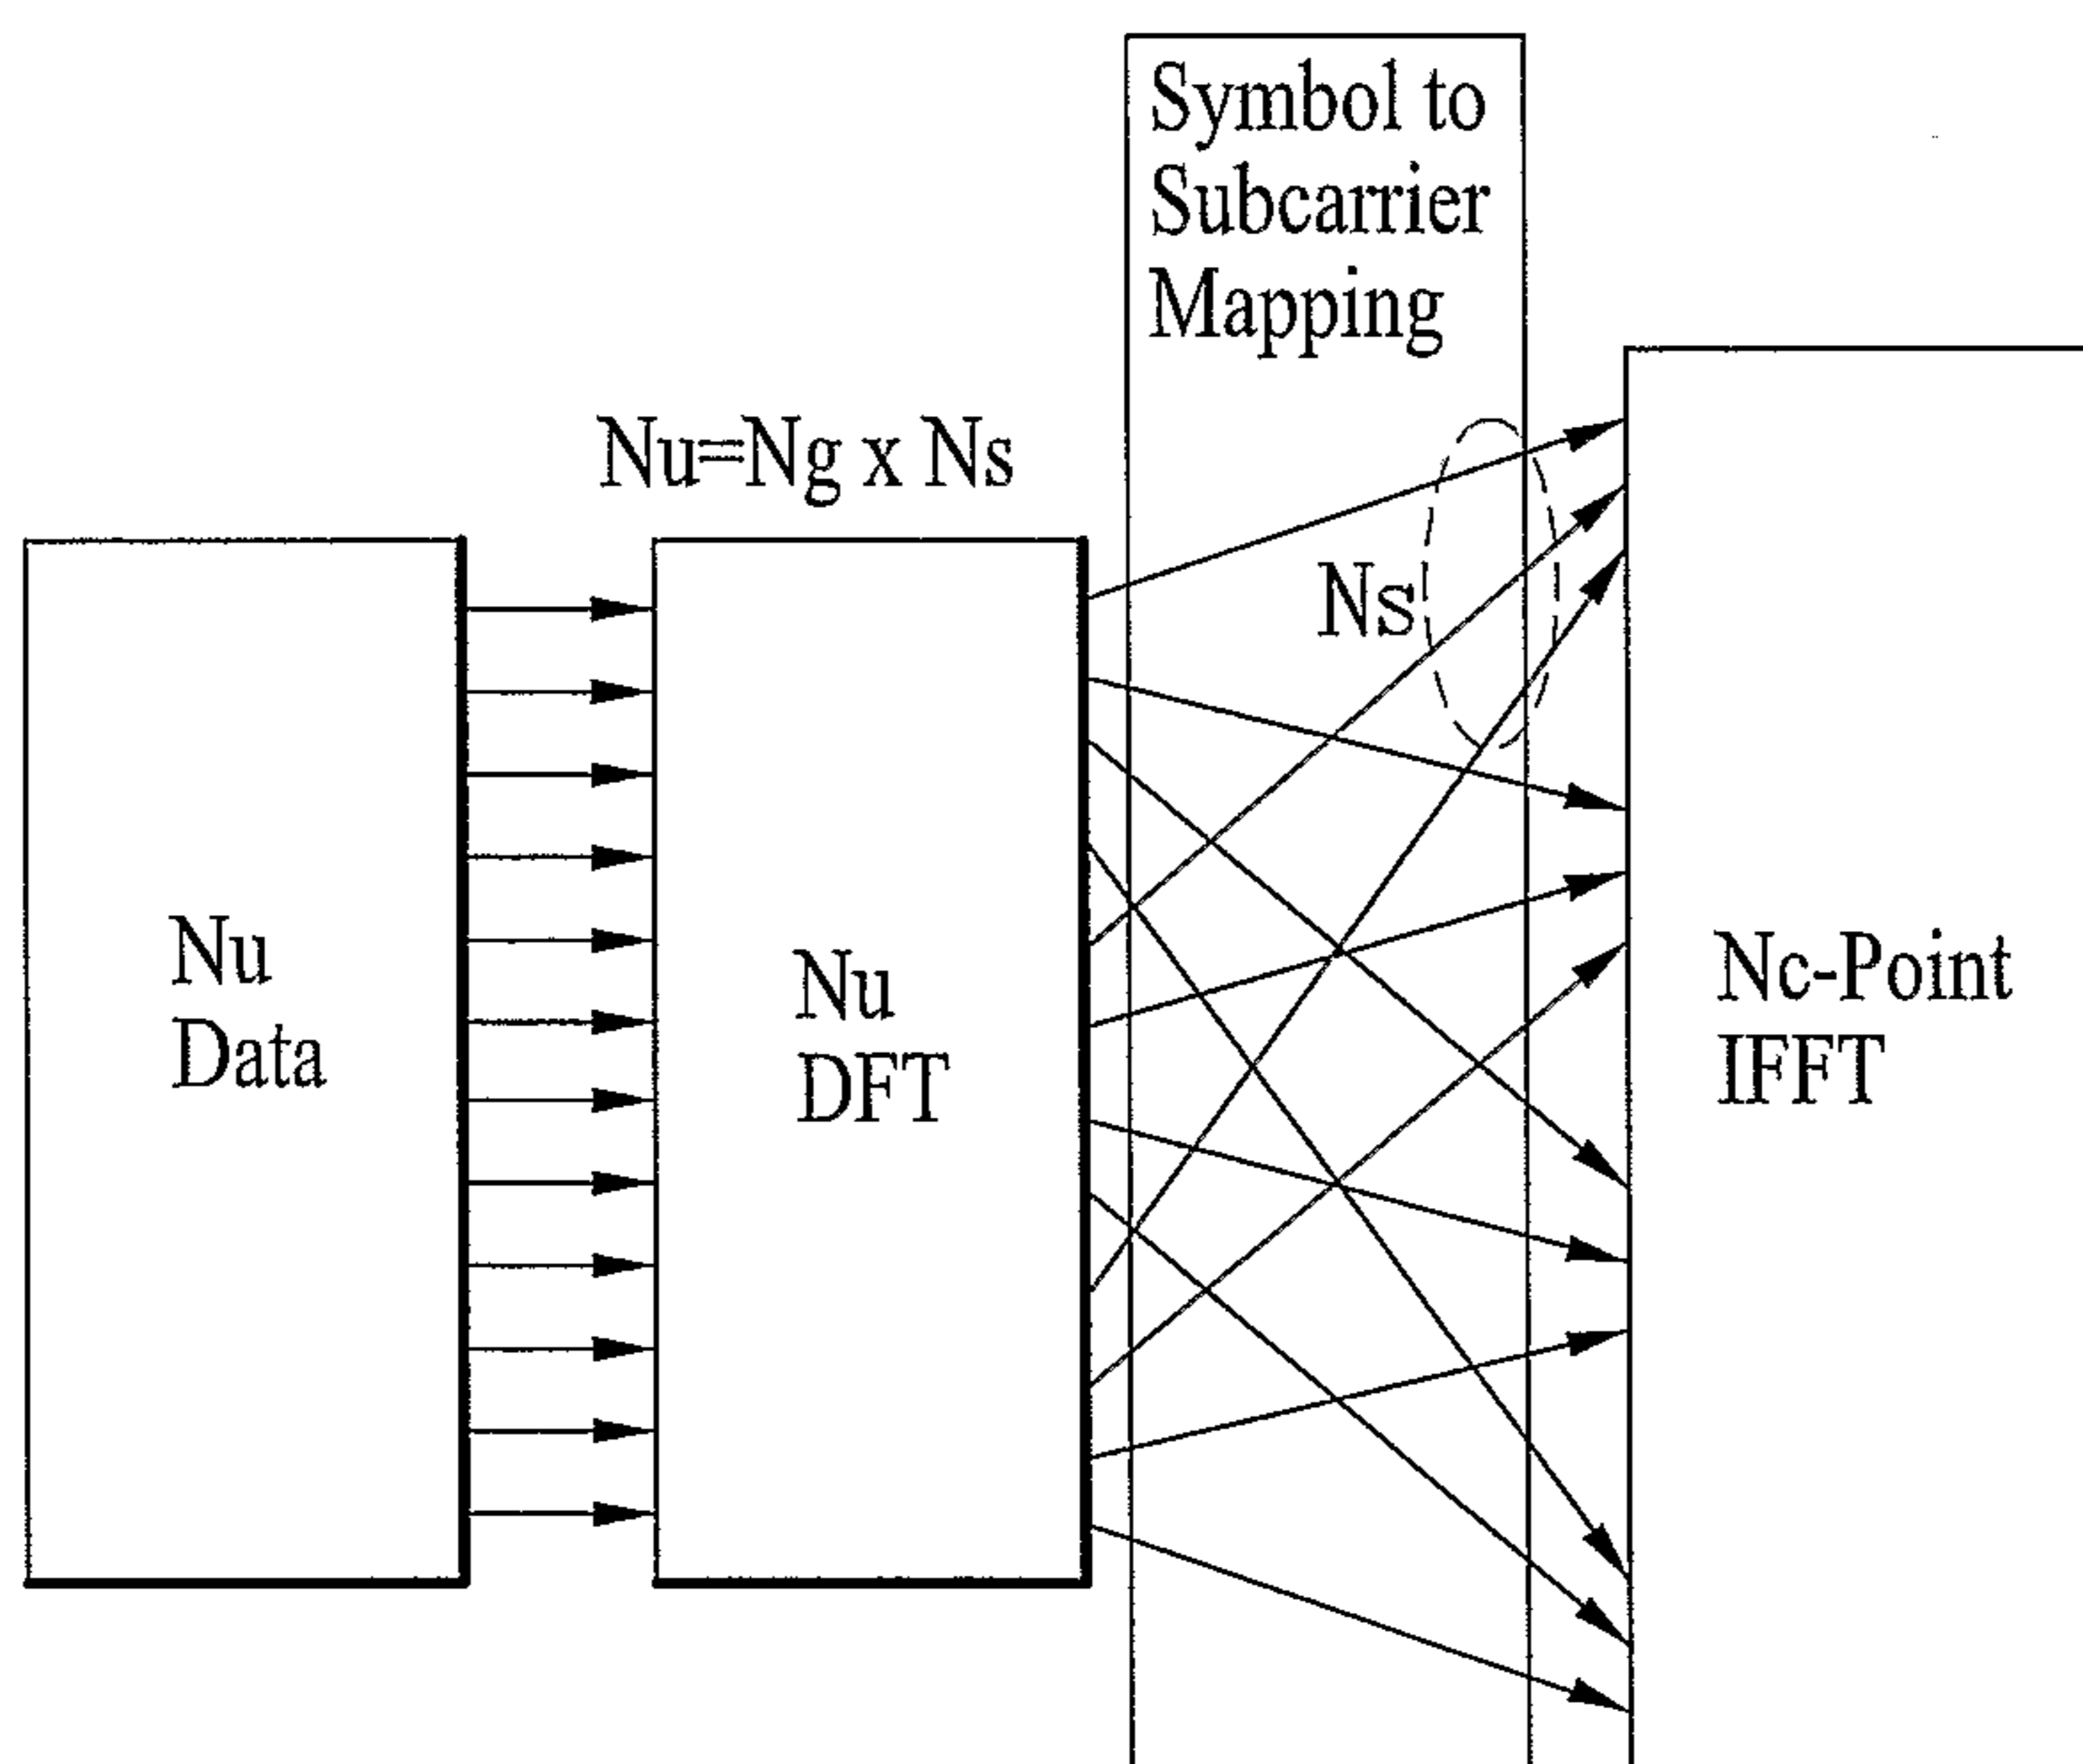 Symbol to
Subcarrier
Mapping
Nu=Ng x Ns
Ns
Nu
Data
Nu
DFT
Nc-Point
IFFT